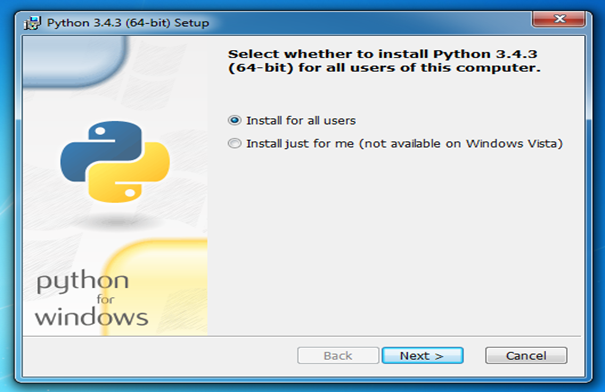 Python 3.4.3 (64-bit) Setup
Select whether to install Python 3.4.3
(64-bit) for all users of this computer.
Install for all users
Install just for me (not available on Windows Vista)
python
for
windows
Back
Next >
Cancel